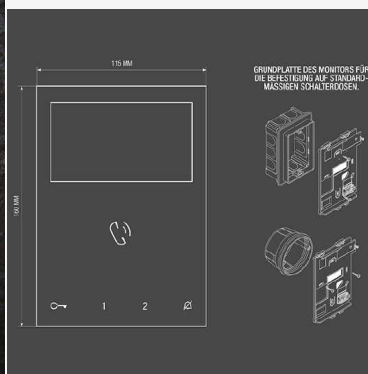 115 MM
GRUNDPLATTE DES MONITORS FÜR
DIE BEFESTIGUNG AUF STANDARD-
MÄSSIGEN SCHALTERDOSEN.
160 MM
1 2